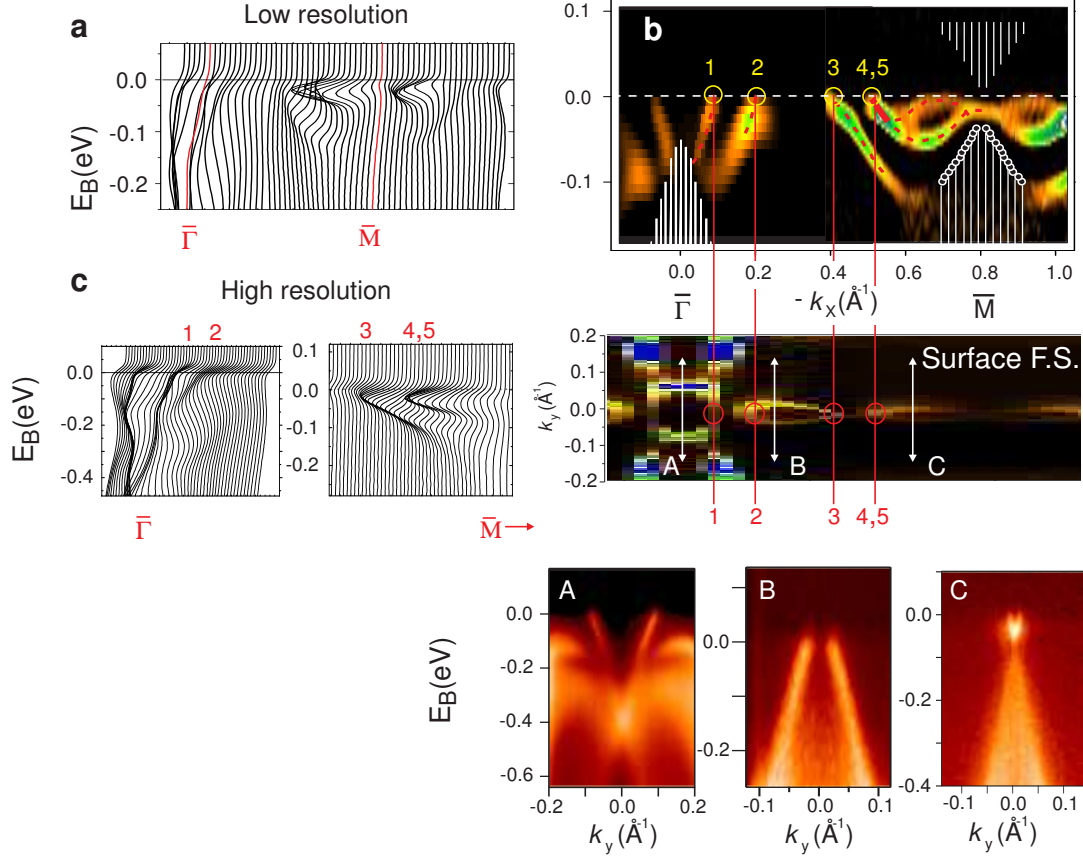 a
Low resolution
E_B(eV)
0.0
-0.1
-0.2
Γ̅
M̅
b
0.1
0.0
-0.1
1
2
3
4,5
0.0
0.2
0.4
0.6
0.8
1.0
Γ̅
- k_X(Å⁻¹)
M̅
c
High resolution
1 2
3
4,5
E_B(eV)
0.0
-0.2
-0.4
0.1
0.0
-0.1
-0.2
Γ̅
M̅
k_y(Å⁻¹)
0.2
0.1
0.0
-0.1
-0.2
Surface F.S.
A
B
C
1
2
3
4,5
E_B(eV)
A
0.0
-0.2
-0.4
-0.6
-0.2
0.0
0.2
k_y(Å⁻¹)
B
0.0
-0.2
-0.1
0.0
0.1
k_y(Å⁻¹)
C
0.0
-0.2
-0.4
-0.1
0.0
0.1
k_y(Å⁻¹)